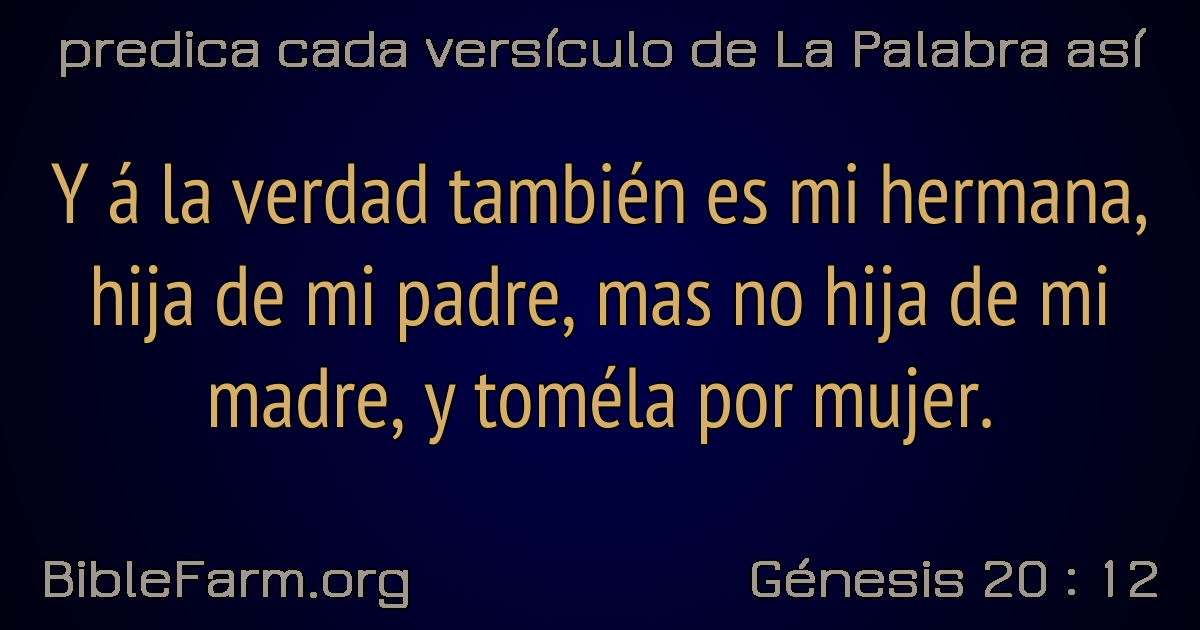 predica cada versículo de La Palabra así
Y á la verdad también es mi hermana,
hija de mi padre, mas no hija de mi
madre, y toméla por mujer.
BibleFarm.org
Génesis 20 : 12